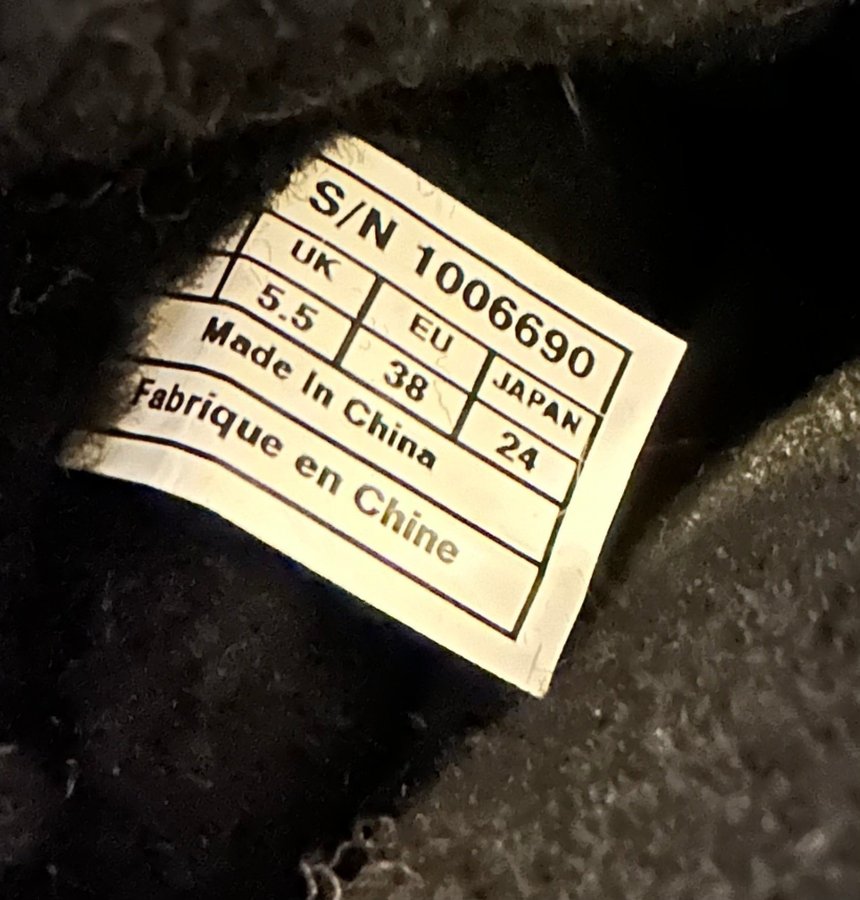 S/N 1006690
UK EU JAPAN
5.5 38 24
Made In China
Fabrique en Chine